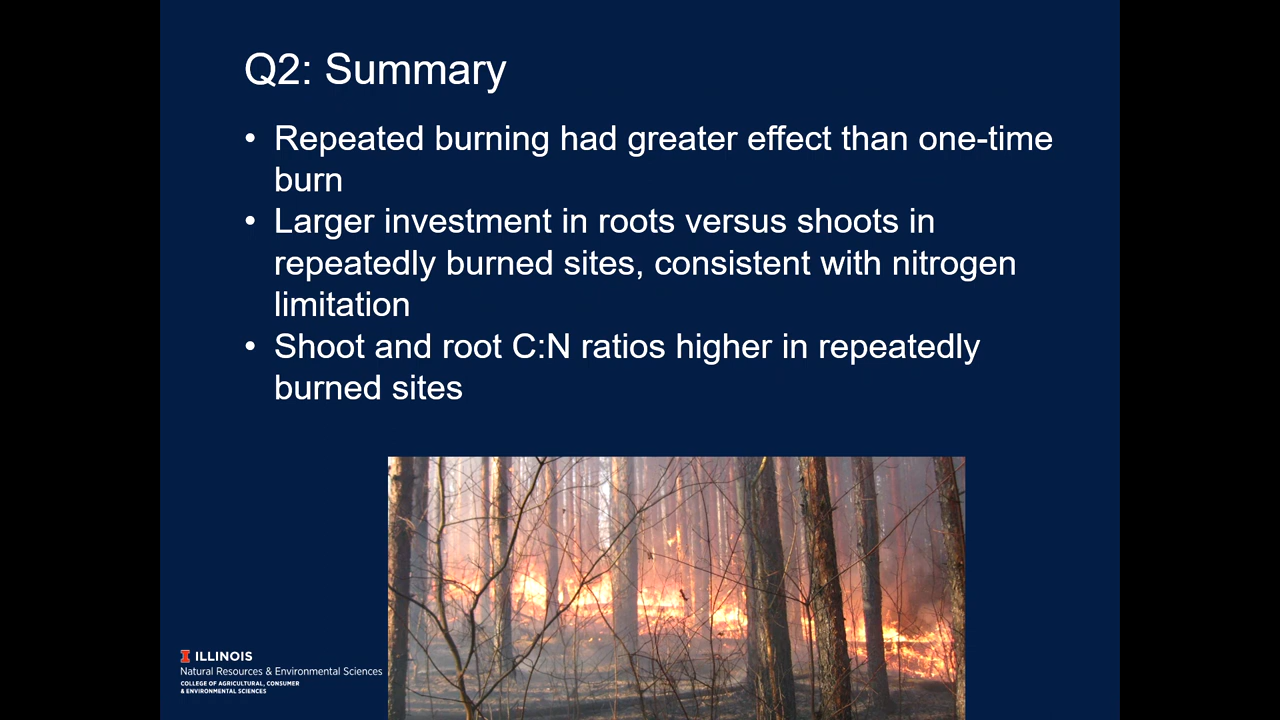 Q2: Summary
• Repeated burning had greater effect than one-time
burn
• Larger investment in roots versus shoots in
repeatedly burned sites, consistent with nitrogen
limitation
• Shoot and root C:N ratios higher in repeatedly
burned sites
I ILLINOIS
Natural Resources & Environmental Sciences
COLLEGE OF AGRICULTURAL, CONSUMER
& ENVIRONMENTAL SCIENCES